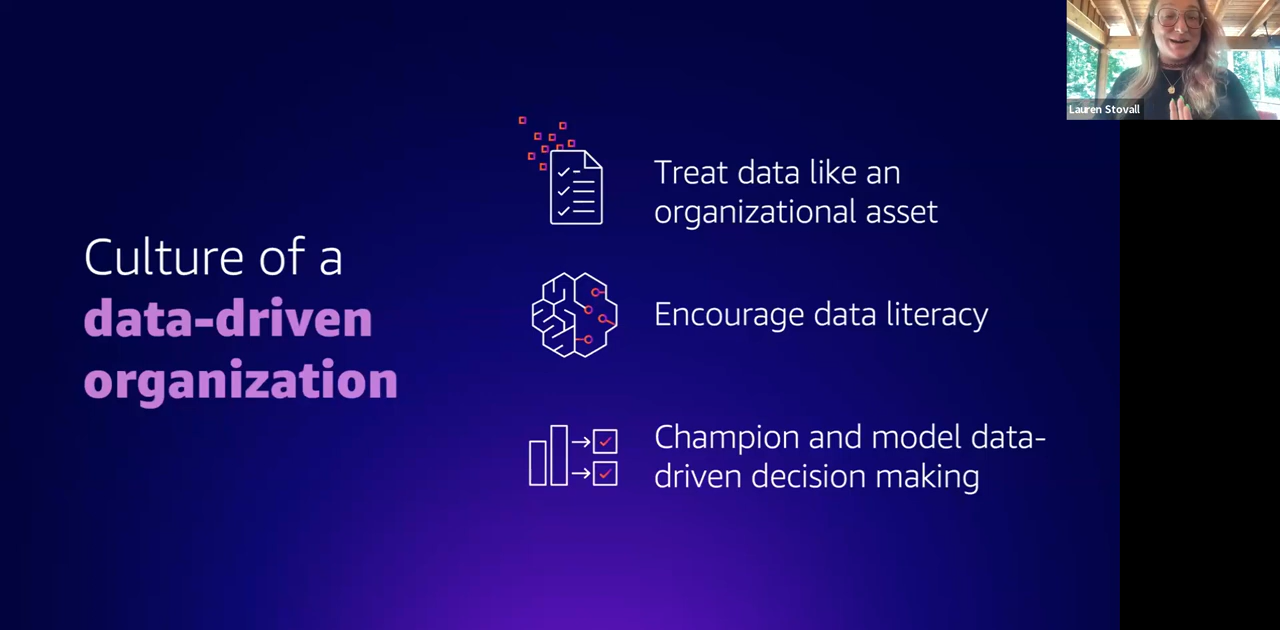 Culture of a
data-driven
organization
Treat data like an
organizational asset
Encourage data literacy
Champion and model data-
driven decision making
Lauren Stovall